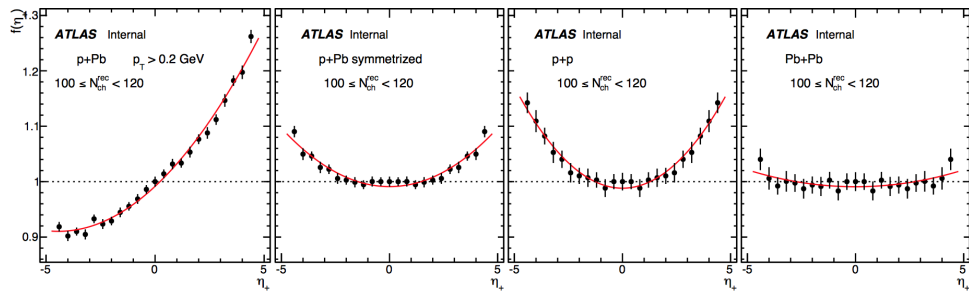 f(η₊)
1.3
1.2
1.1
1
0.9
ATLAS Internal
p+Pb p_T > 0.2 GeV
100 ≤ N_ch^rec < 120
-5 0 5
η₊
ATLAS Internal
p+Pb symmetrized
100 ≤ N_ch^rec < 120
-5 0 5
η₊
ATLAS Internal
p+p
100 ≤ N_ch^rec < 120
-5 0 5
η₊
ATLAS Internal
Pb+Pb
100 ≤ N_ch^rec < 120
-5 0 5
η₊